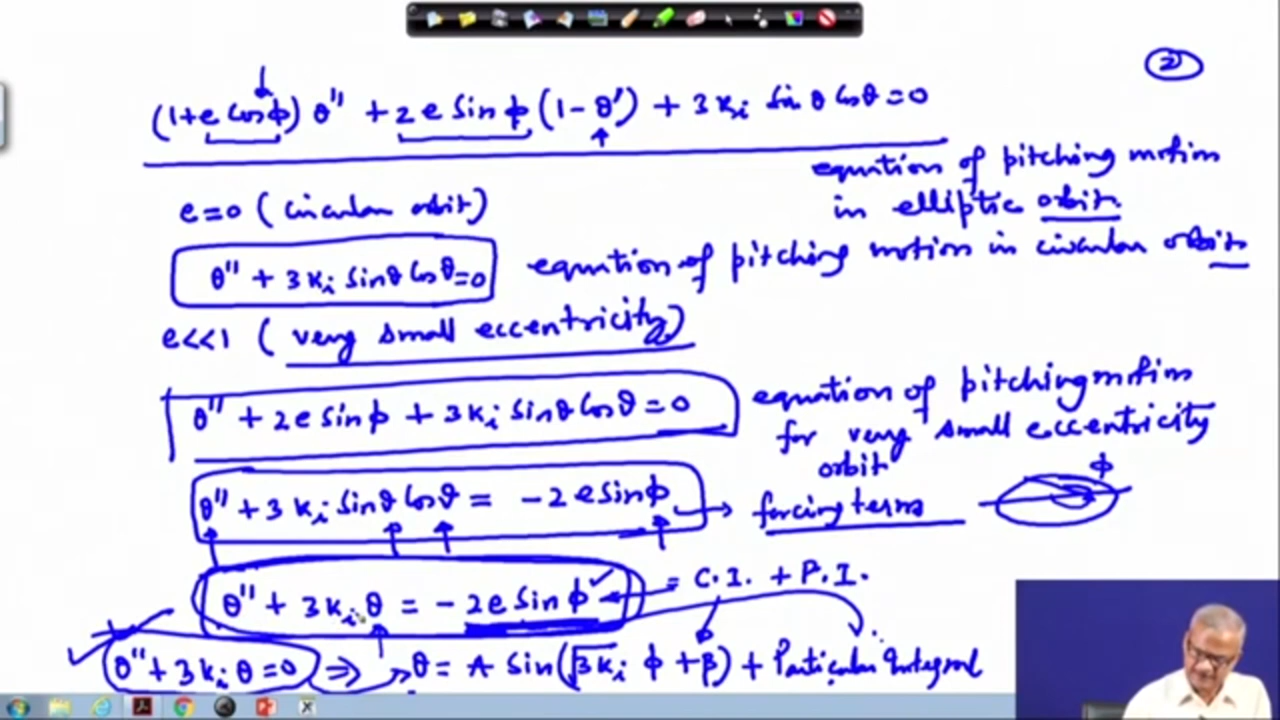 2
(1+e cosϕ) θ'' + 2e sinϕ (1-θ') + 3Kᵢ sinθ cosθ = 0
equation of pitching motion
in elliptic orbit.
e=0 (circular orbit)
θ'' + 3Kᵢ sinθ cosθ=0 equation of pitching motion in circular orbit
e<<1 (very small eccentricity)
θ'' + 2e sinϕ + 3Kᵢ sinθ cosθ = 0 equation of pitching motion
for very small eccentricity
orbit
θ'' + 3Kᵢ sinθ cosθ = -2e sinϕ → forcing terms ϕ
θ'' + 3Kᵢ θ = -2e sinϕ = C.I. + P.I.
θ'' + 3Kᵢ θ = 0 ⇒ θ = A sin(√3Kᵢ ϕ + β) + Particular Integral